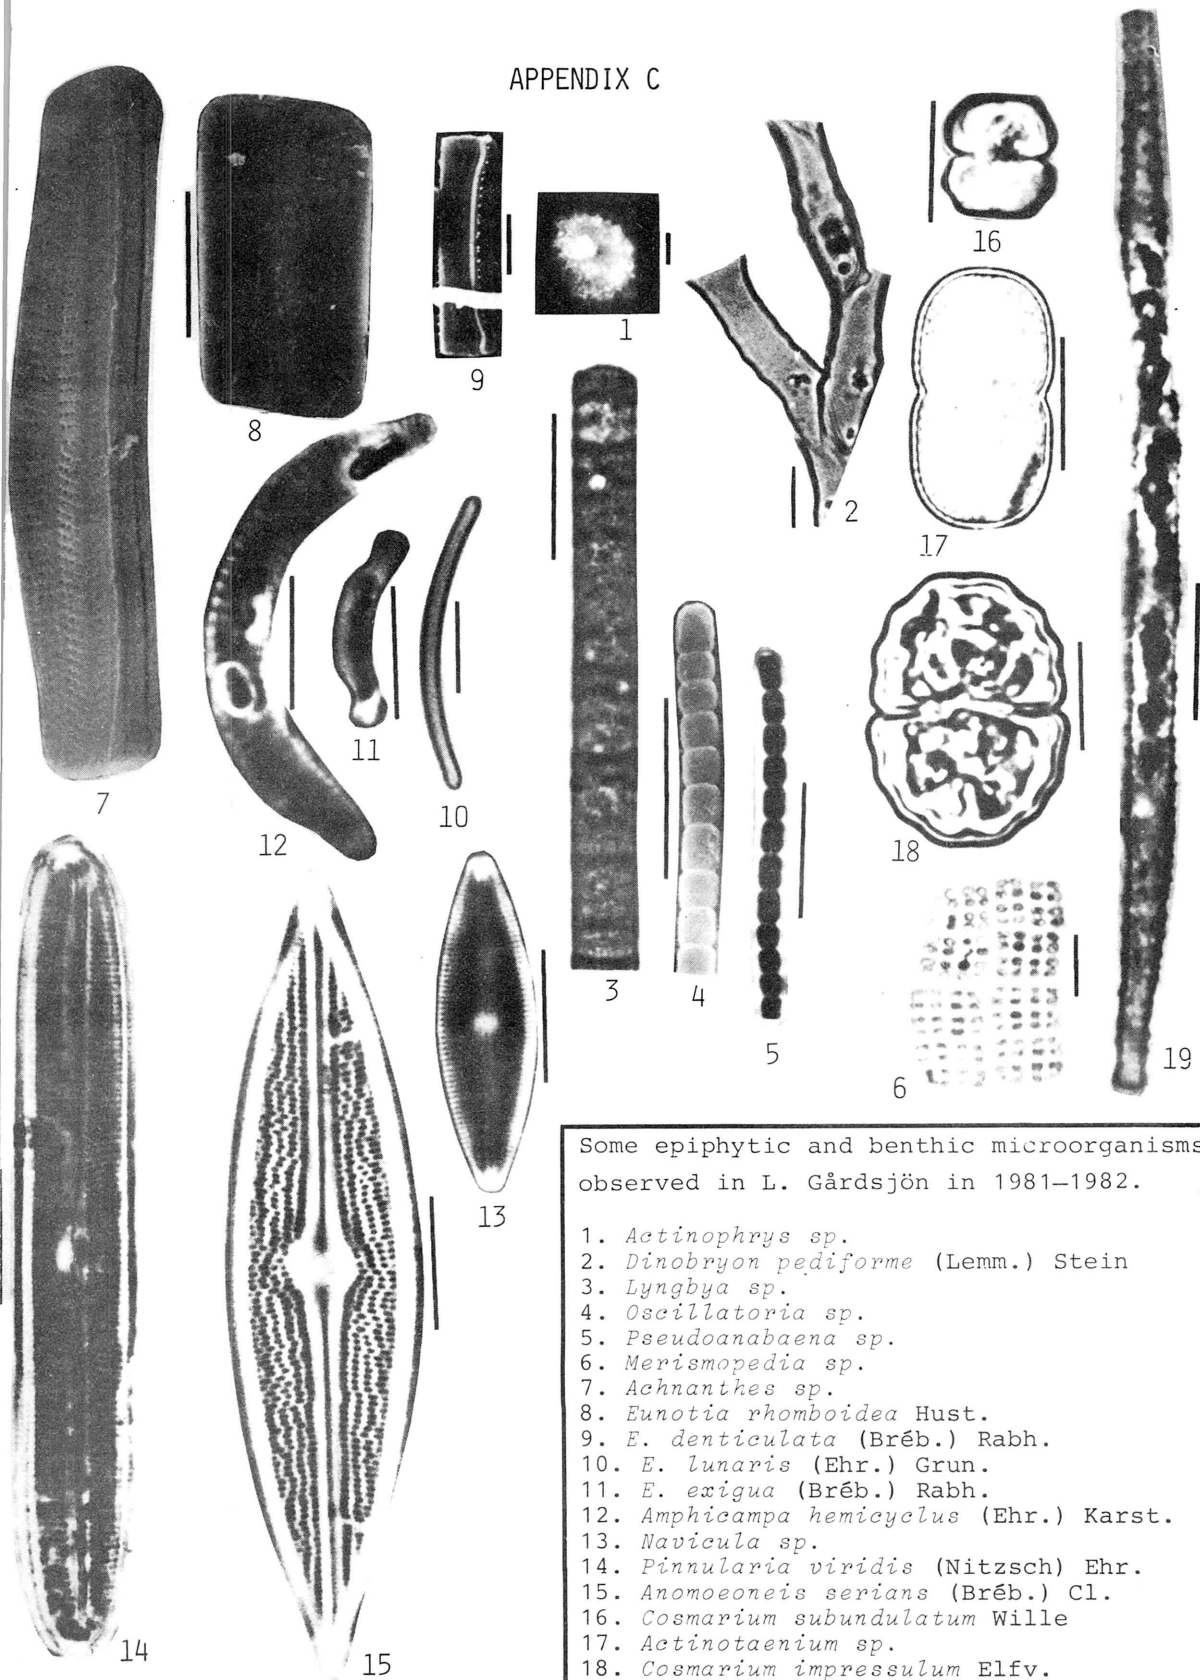 APPENDIX C
16
1
9
8
2
17
11
7
12
10
18
3
4
5
6
19
13
14
15
Some epiphytic and benthic microorganisms
observed in L. Gårdsjön in 1981–1982.
1. Actinophrys sp.
2. Dinobryon pediforme (Lemm.) Stein
3. Lyngbya sp.
4. Oscillatoria sp.
5. Pseudoanabaena sp.
6. Merismopedia sp.
7. Achnanthes sp.
8. Eunotia rhomboidea Hust.
9. E. denticulata (Bréb.) Rabh.
10. E. lunaris (Ehr.) Grun.
11. E. exigua (Bréb.) Rabh.
12. Amphicampa hemicyclus (Ehr.) Karst.
13. Navicula sp.
14. Pinnularia viridis (Nitzsch) Ehr.
15. Anomoeoneis serians (Bréb.) Cl.
16. Cosmarium subundulatum Wille
17. Actinotaenium sp.
18. Cosmarium impressulum Elfv.